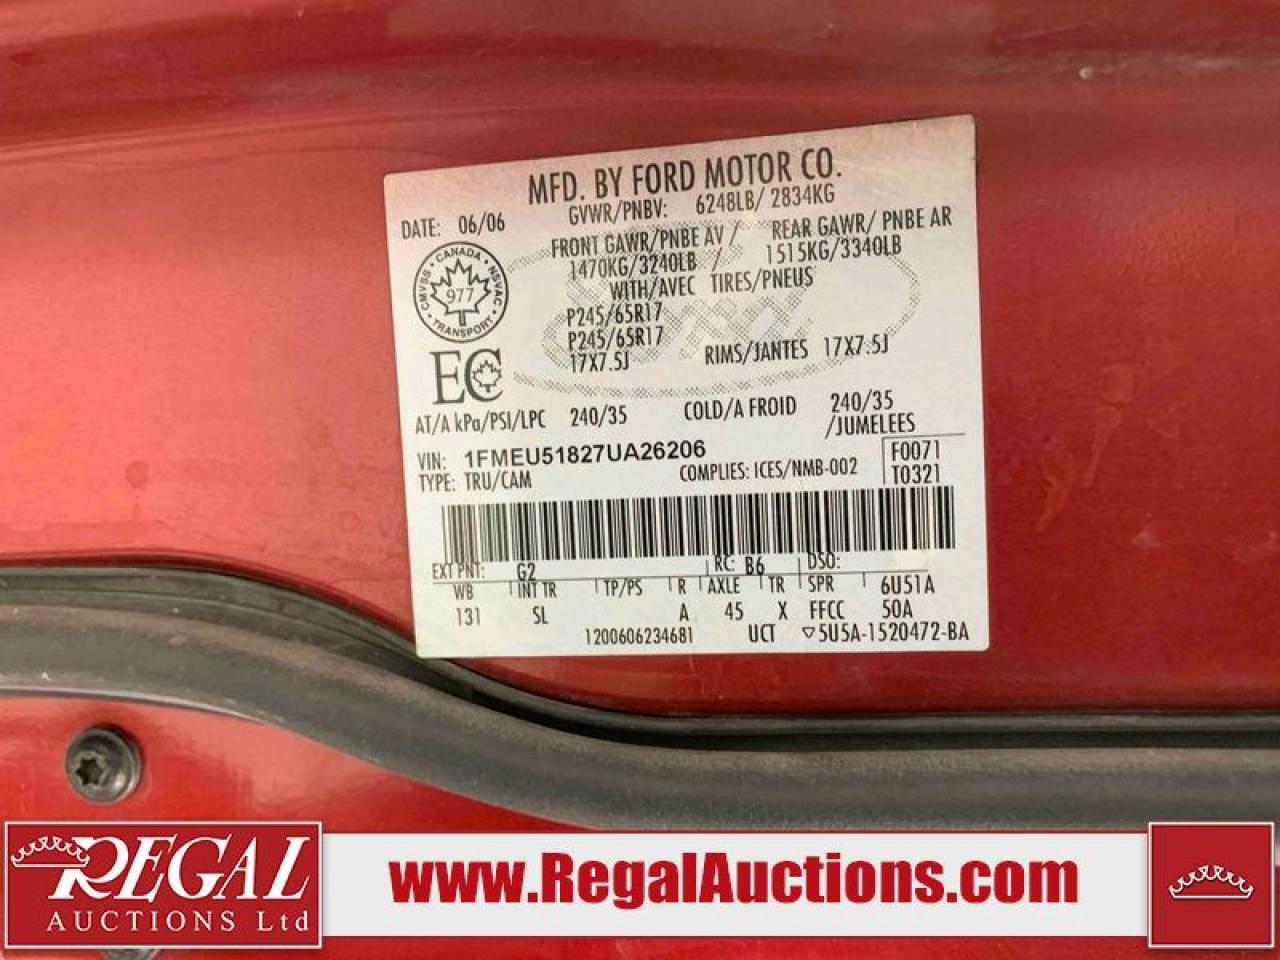 MFD. BY FORD MOTOR CO.
DATE: 06/06
GVWR/PNBV: 6248LB/ 2834KG
FRONT GAWR/PNBE AV / REAR GAWR/ PNBE AR
1470KG/3240LB / 1515KG/3340LB
WITH/AVEC TIRES/PNEUS
P245/65R17
P245/65R17
17X7.5J RIMS/JANTES 17X7.5J
CANADA
CMVSS NSVAC
977
TRANSPORT
EC
AT/A kPa/PSI/LPC 240/35 COLD/A FROID 240/35
/JUMELEES
VIN: 1FMEU51827UA26206
TYPE: TRU/CAM COMPLIES: ICES/NMB-002
F0071
T0321
EXT PNT: G2 RC: B6 DSO:
WB INT TR TP/PS R AXLE TR SPR 6U51A
131 SL A 45 X FFCC 50A
1200606234681 UCT ▽5U5A-1520472-BA
REGAL
AUCTIONS Ltd
www.RegalAuctions.com